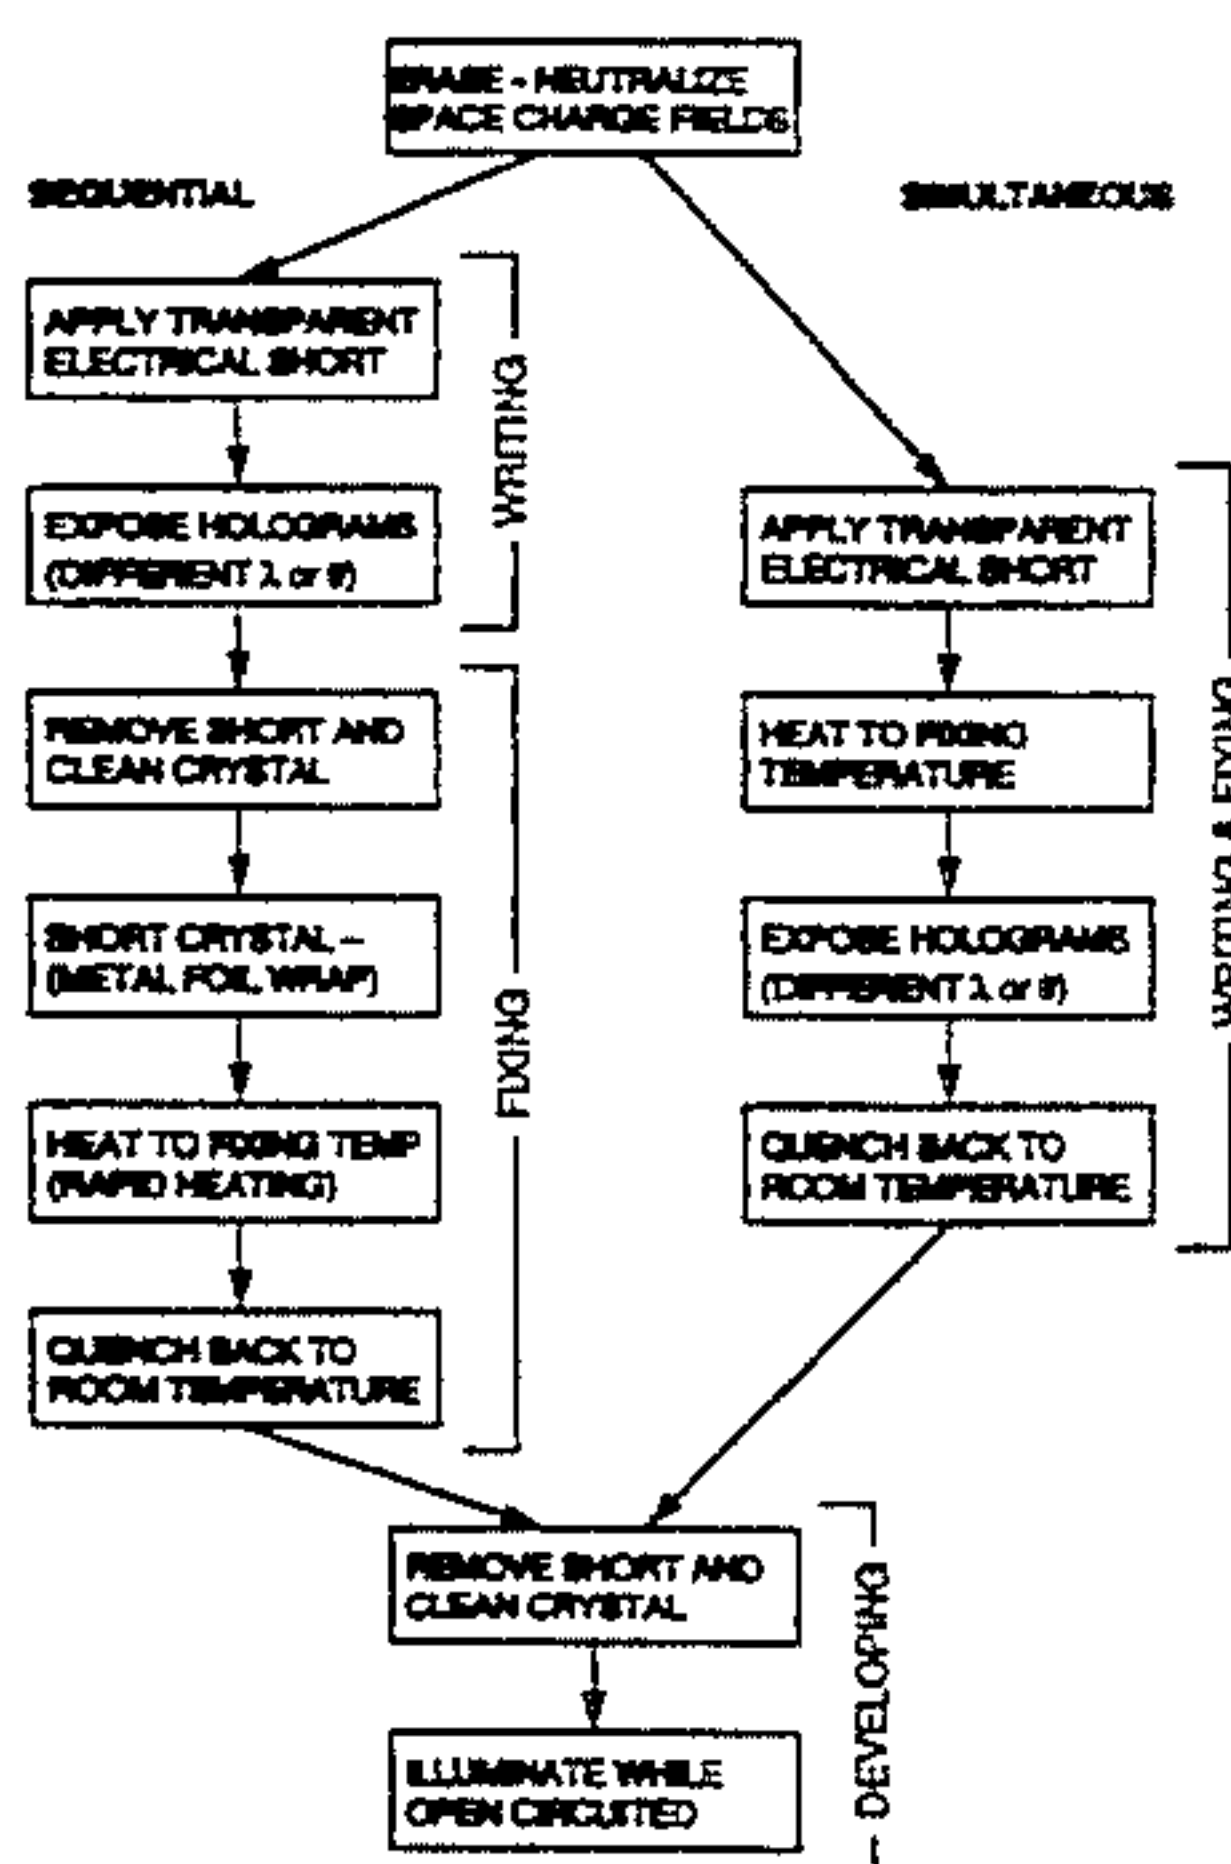 ERASE - NEUTRALIZE
SPACE CHARGE FIELDS
SEQUENTIAL
SIMULTANEOUS
APPLY TRANSPARENT
ELECTRICAL SHORT
EXPOSE HOLOGRAMS
(DIFFERENT λ or θ)
WRITING
REMOVE SHORT AND
CLEAN CRYSTAL
SHORT CRYSTAL –
(METAL FOIL WRAP)
HEAT TO FIXING TEMP
(RAPID HEATING)
QUENCH BACK TO
ROOM TEMPERATURE
FIXING
APPLY TRANSPARENT
ELECTRICAL SHORT
HEAT TO FIXING
TEMPERATURE
EXPOSE HOLOGRAMS
(DIFFERENT λ or θ)
QUENCH BACK TO
ROOM TEMPERATURE
WRITING & FIXING
REMOVE SHORT AND
CLEAN CRYSTAL
ILLUMINATE WHILE
OPEN CIRCUITED
DEVELOPING